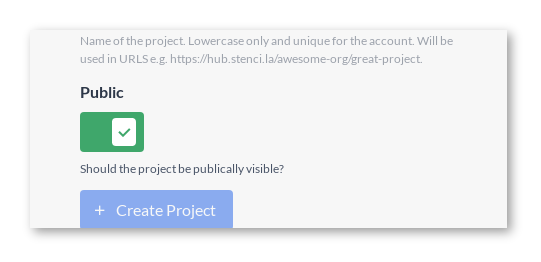 Name of the project. Lowercase only and unique for the account. Will be
used in URLS e.g. https://hub.stenci.la/awesome-org/great-project.
Public
Should the project be publically visible?
+ Create Project